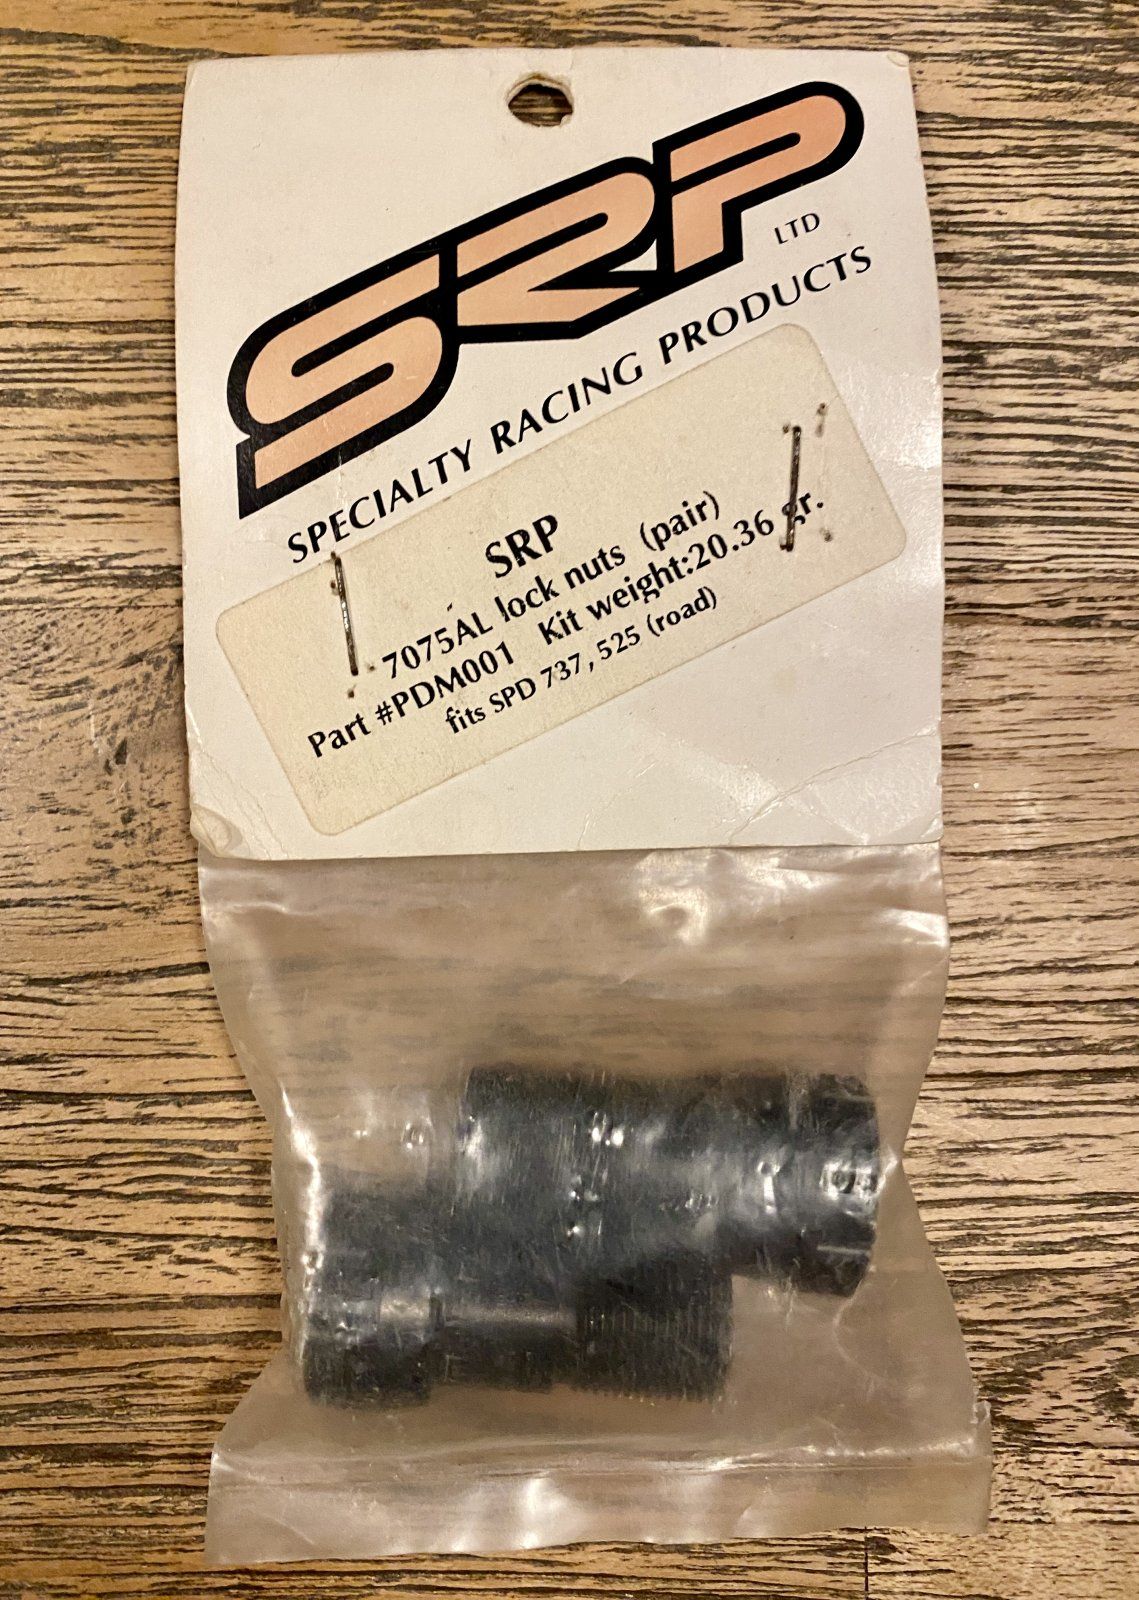 SRP
LTD
SPECIALTY RACING PRODUCTS
SRP
7075AL lock nuts (pair)
Part #PDM001 Kit weight:20.36 gr.
fits SPD 737, 525 (road)